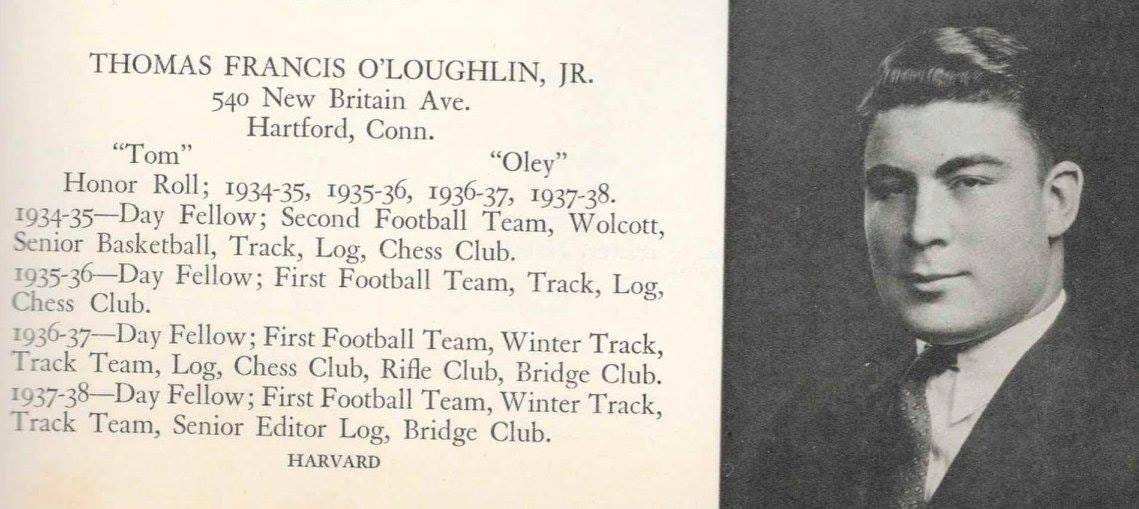 THOMAS FRANCIS O'LOUGHLIN, JR.
540 New Britain Ave.
Hartford, Conn.
“Tom” “Oley”
Honor Roll; 1934-35, 1935-36, 1936-37, 1937-38.
1934-35—Day Fellow; Second Football Team, Wolcott,
Senior Basketball, Track, Log, Chess Club.
1935-36—Day Fellow; First Football Team, Track, Log,
Chess Club.
1936-37—Day Fellow; First Football Team, Winter Track,
Track Team, Log, Chess Club, Rifle Club, Bridge Club.
1937-38—Day Fellow; First Football Team, Winter Track,
Track Team, Senior Editor Log, Bridge Club.
HARVARD